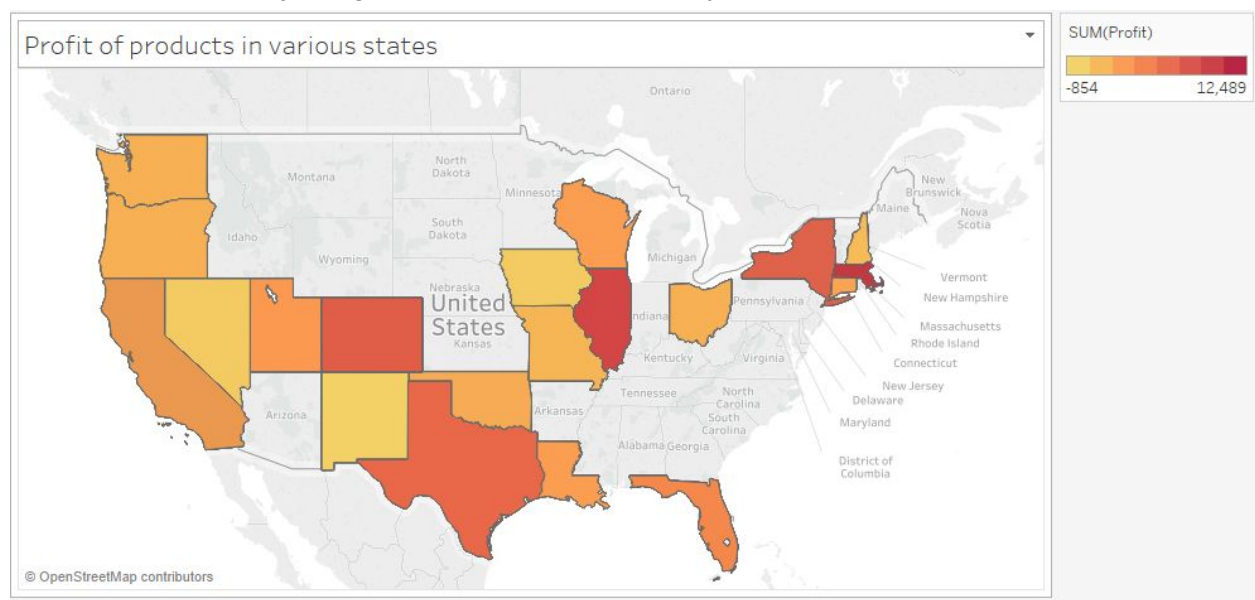 Profit of products in various states
SUM(Profit)
-854 12,489
Ontario
Montana
North
Dakota
Minnesota
New
Brunswick
Maine
Nova
Scotia
South
Dakota
Idaho
Wyoming
Michigan
Vermont
Nebraska
United
States
Kansas
Pennsylvania
New Hampshire
Indiana
Massachusetts
Rhode Island
Kentucky
Virginia
Connecticut
New Jersey
Delaware
Tennessee
North
Carolina
Arizona
Arkansas
South
Carolina
Maryland
Alabama
Georgia
District of
Columbia
© OpenStreetMap contributors